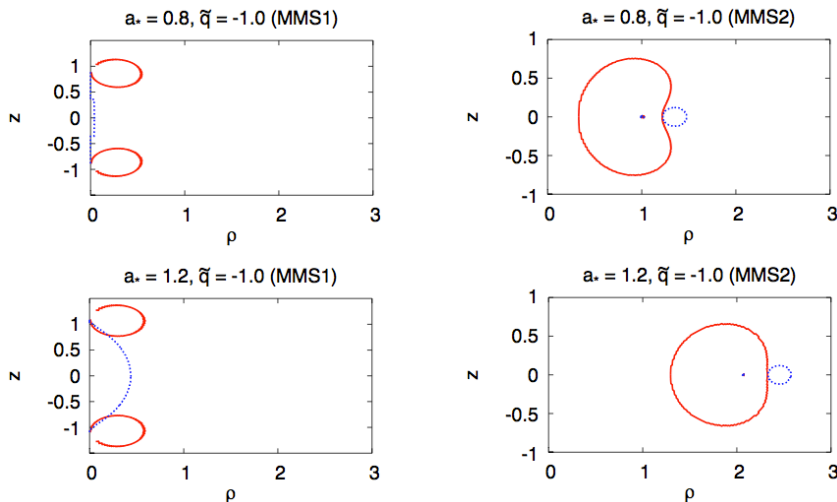 a* = 0.8, q̃ = -1.0 (MMS1)
z
1
0.5
0
-0.5
-1
0 1 2 3
ρ
a* = 0.8, q̃ = -1.0 (MMS2)
z
1
0.5
0
-0.5
-1
0 1 2 3
ρ
a* = 1.2, q̃ = -1.0 (MMS1)
z
1
0.5
0
-0.5
-1
0 1 2 3
ρ
a* = 1.2, q̃ = -1.0 (MMS2)
z
1
0.5
0
-0.5
-1
0 1 2 3
ρ